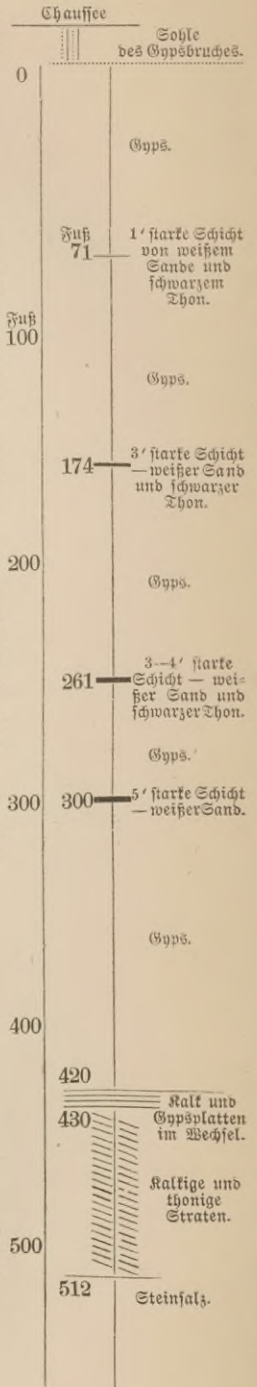 Chaussee
Sohle
des Gypsbruches.
0
Gyps.
Fuß
71
1′ starke Schicht
von weißem
Sande und
schwarzem
Thon.
Fuß
100
Gyps.
174
3′ starke Schicht
— weißer Sand
und schwarzer
Thon.
200
Gyps.
261
3--4′ starke
Schicht — wei=
ßer Sand und
schwarzer Thon.
Gyps.
300
300
5′ starke Schicht
— weißer Sand.
Gyps.
400
420
Kalk und
430
Gypsplatten
im Wechsel.
Kalkige und
thonige
Straten.
500
512
Steinsalz.